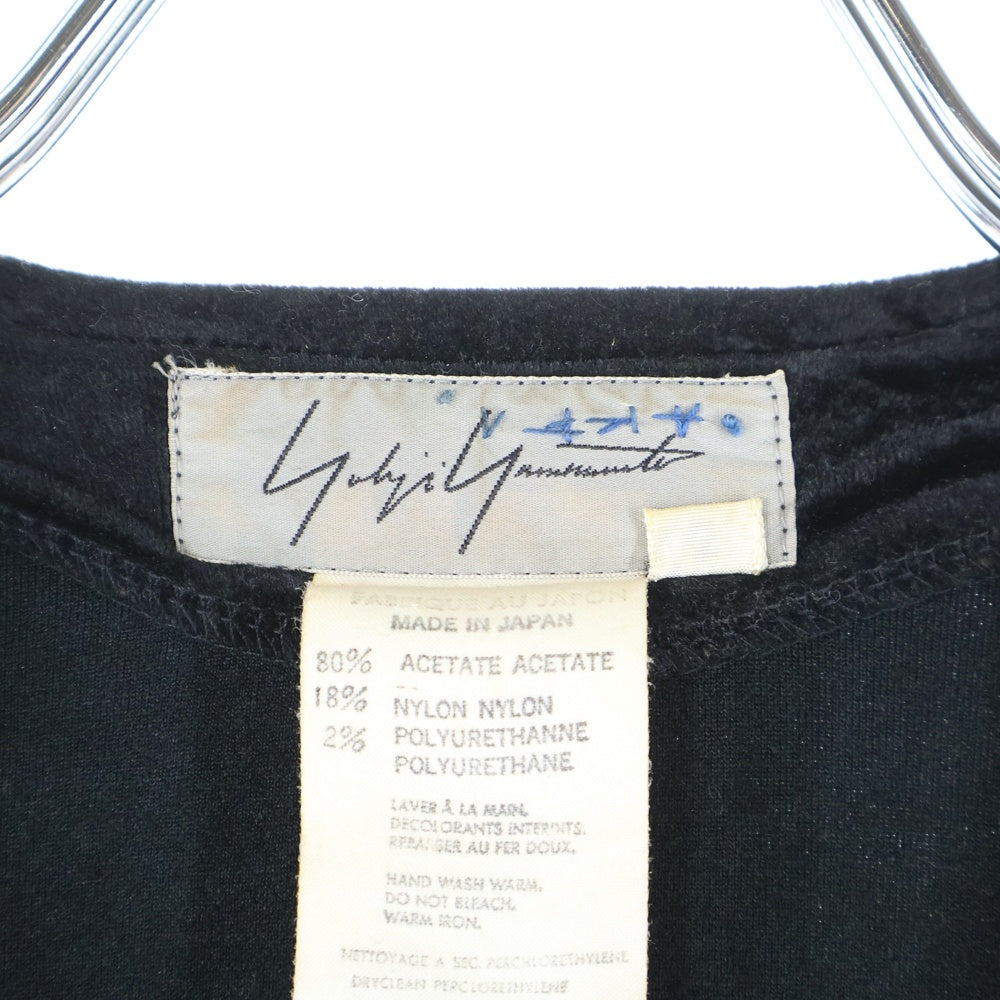 Yohji Yamamoto
FABRIQUE AU JAPON
MADE IN JAPAN
80% ACETATE ACETATE
18% NYLON NYLON
2% POLYURETHANNE
POLYURETHANE
LAVER À LA MAIN.
DECOLORANTS INTERDITS.
REPASSER AU FER DOUX.
HAND WASH WARM.
DO NOT BLEACH.
WARM IRON.
NETTOYAGE A SEC. PERCHLORETHYLENE
DRYCLEAN PERCLORETHYLENE